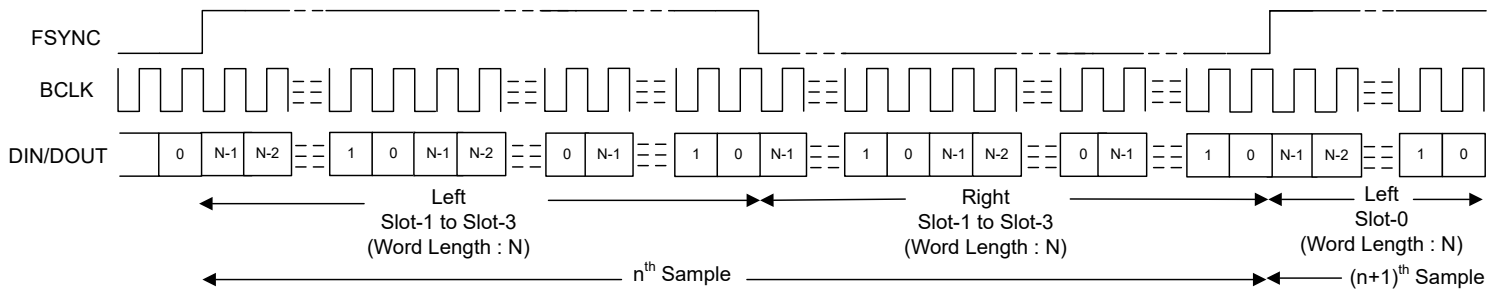 FSYNC
BCLK
DIN/DOUT 0 N-1 N-2 1 0 N-1 N-2 0 N-1 1 0 N-1 1 0 N-1 N-2 0 N-1 1 0 N-1 N-2 1 0
Left
Slot-1 to Slot-3
(Word Length : N)
Right
Slot-1 to Slot-3
(Word Length : N)
Left
Slot-0
(Word Length : N)
nth Sample
(n+1)th Sample